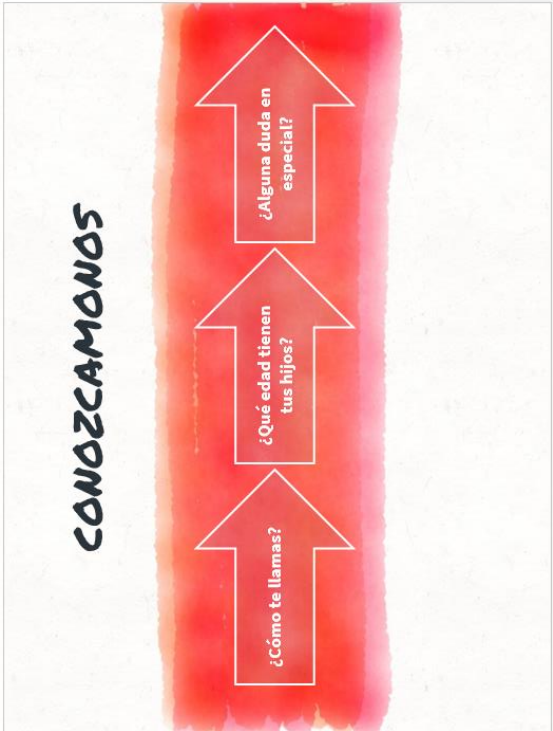 CONOZCAMONOS
¿Cómo te llamas?
¿Qué edad tienen
tus hijos?
¿Alguna duda en
especial?